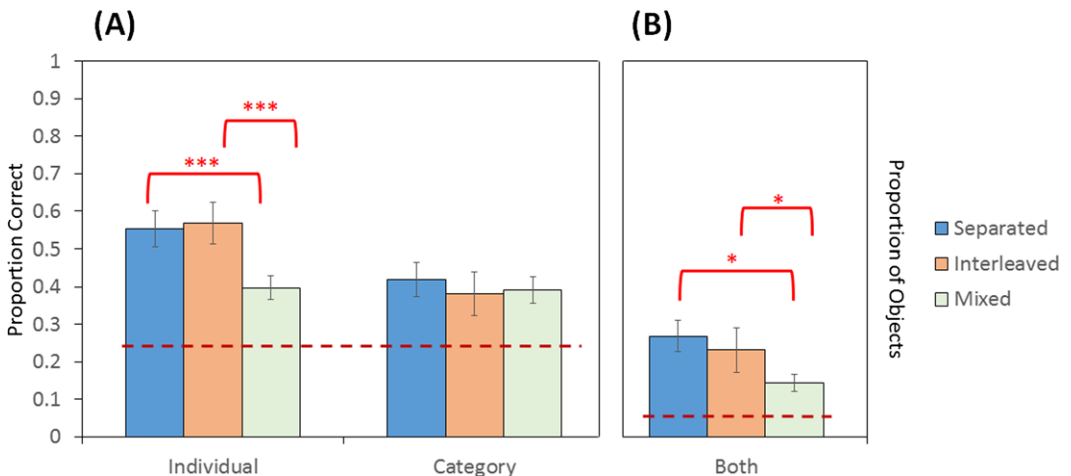 (A)
(B)
Proportion Correct
1
0.9
0.8
0.7
0.6
0.5
0.4
0.3
0.2
0.1
0
***
***
*
*
Individual
Category
Both
Proportion of Objects
Separated
Interleaved
Mixed